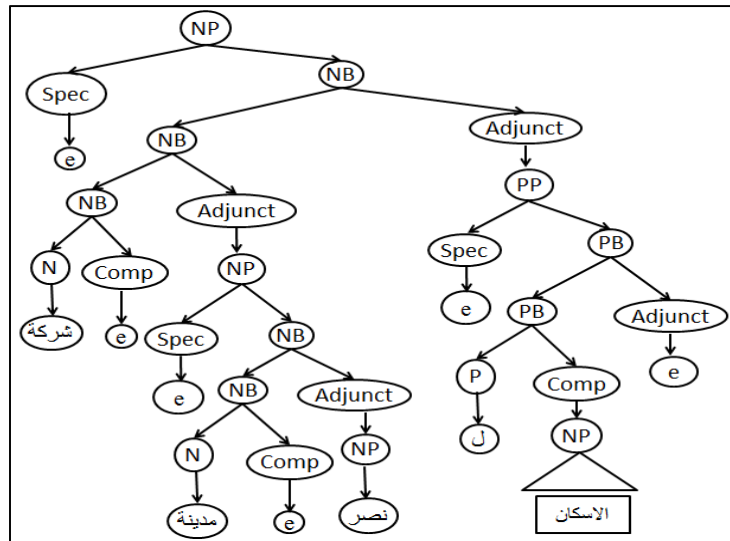 NP
Spec NB
e NB Adjunct
NB Adjunct PP
N Comp NP Spec PB
شركة e Spec NB e PB Adjunct
e NB Adjunct P Comp e
N Comp NP ل NP
مدينة e نصر الاسكان